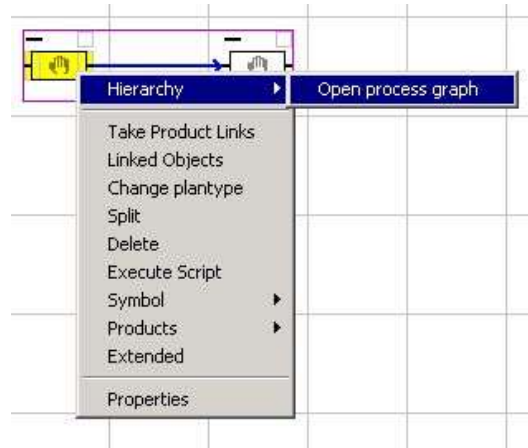 Hierarchy
Open process graph
Take Product Links
Linked Objects
Change plantype
Split
Delete
Execute Script
Symbol
Products
Extended
Properties